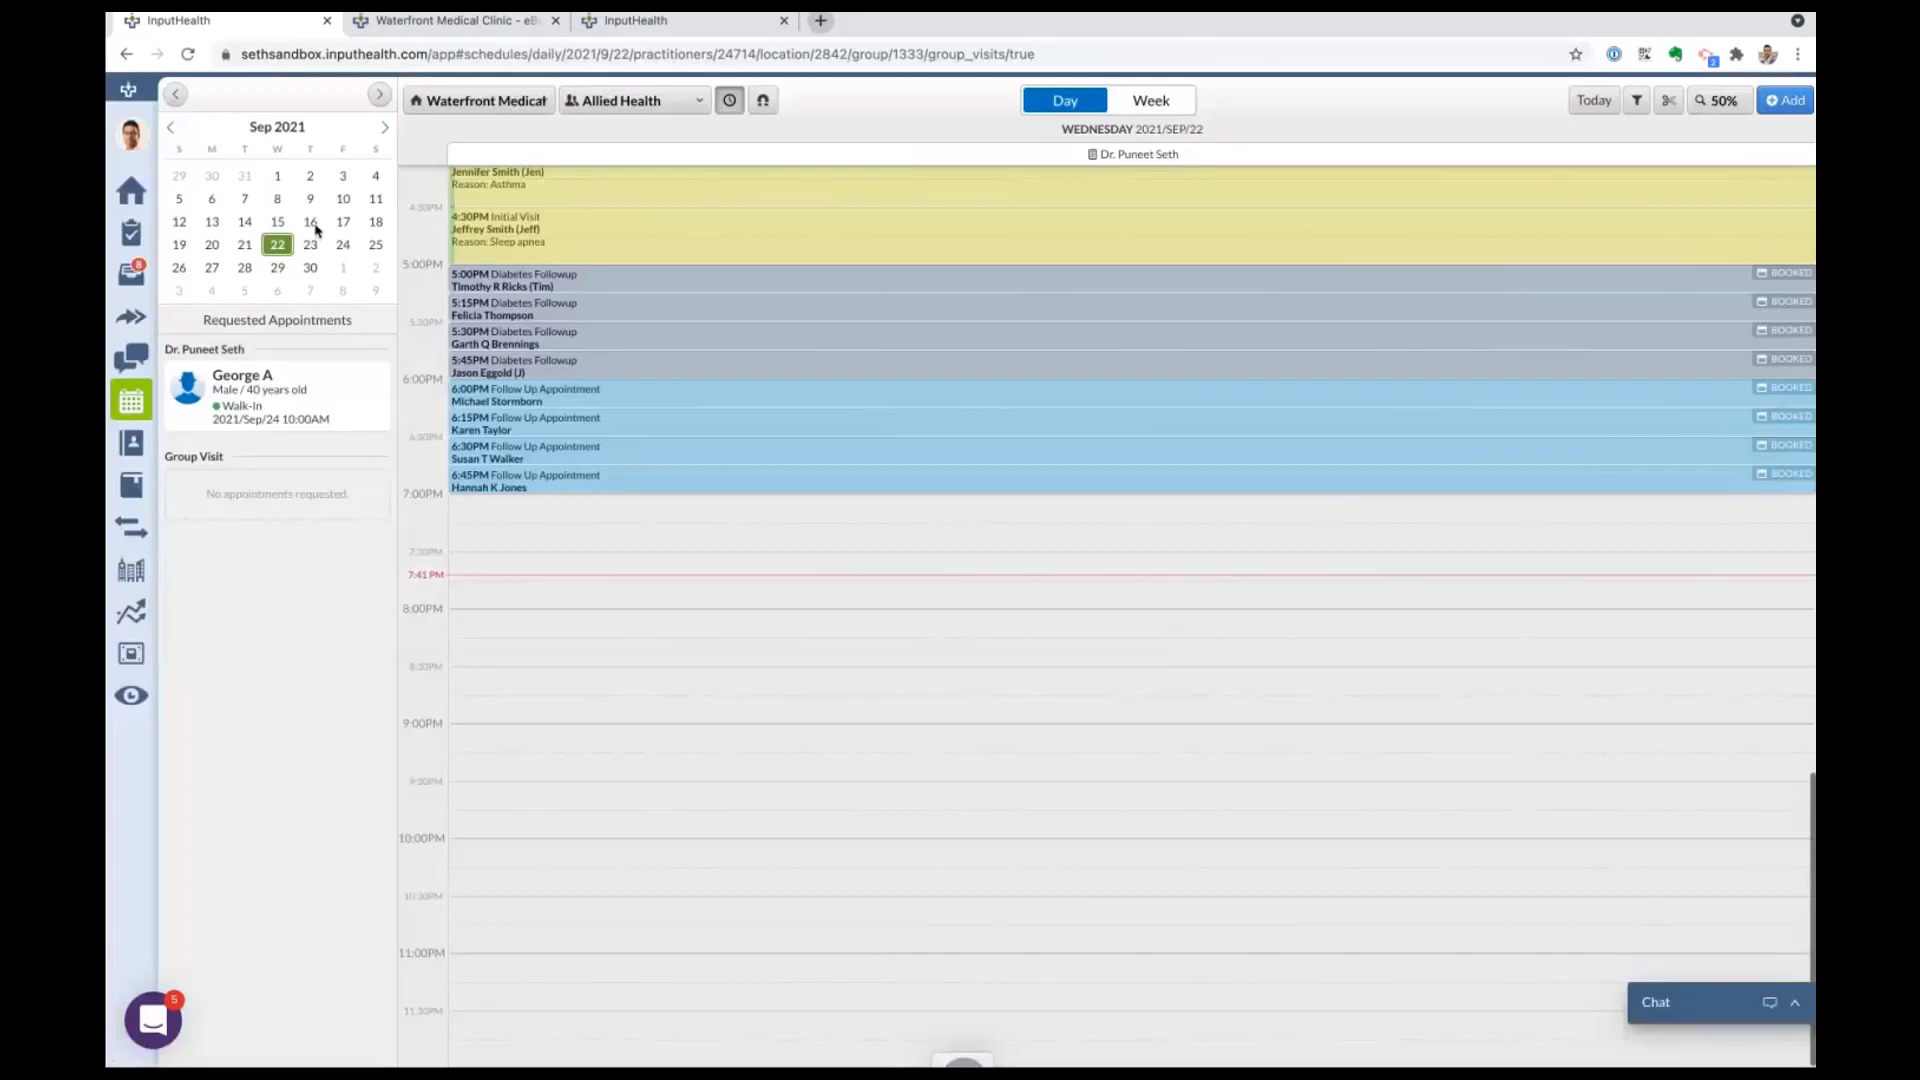 InputHealth
Waterfront Medical Clinic - eB
InputHealth
sethsandbox.inputhealth.com/app#schedules/daily/2021/9/22/practitioners/24714/location/2842/group/1333/group_visits/true
2
Waterfront Medical
Allied Health
Day
Week
Today
50%
Add
WEDNESDAY 2021/SEP/22
Dr. Puneet Seth
Sep 2021
S M T W T F S
29 30 31 1 2 3 4
5 6 7 8 9 10 11
12 13 14 15 16 17 18
19 20 21 22 23 24 25
26 27 28 29 30 1 2
3 4 5 6 7 8 9
8
Requested Appointments
Dr. Puneet Seth
George A
Male / 40 years old
Walk-In
2021/Sep/24 10:00AM
Group Visit
No appointments requested.
5
Jennifer Smith (Jen)
Reason: Asthma
4:30PM
4:30PM Initial Visit
Jeffrey Smith (Jeff)
Reason: Sleep apnea
5:00PM
5:00PM Diabetes Followup
BOOKED
Timothy R Ricks (Tim)
5:15PM Diabetes Followup
BOOKED
Felicia Thompson
5:30PM
5:30PM Diabetes Followup
BOOKED
Garth Q Brennings
5:45PM Diabetes Followup
BOOKED
Jason Eggold (J)
6:00PM
6:00PM Follow Up Appointment
BOOKED
Michael Stormborn
6:15PM Follow Up Appointment
BOOKED
Karen Taylor
6:30PM
6:30PM Follow Up Appointment
BOOKED
Susan T Walker
6:45PM Follow Up Appointment
BOOKED
Hannah K Jones
7:00PM
7:30PM
7:41 PM
8:00PM
8:30PM
9:00PM
9:30PM
10:00PM
10:30PM
11:00PM
11:30PM
Chat